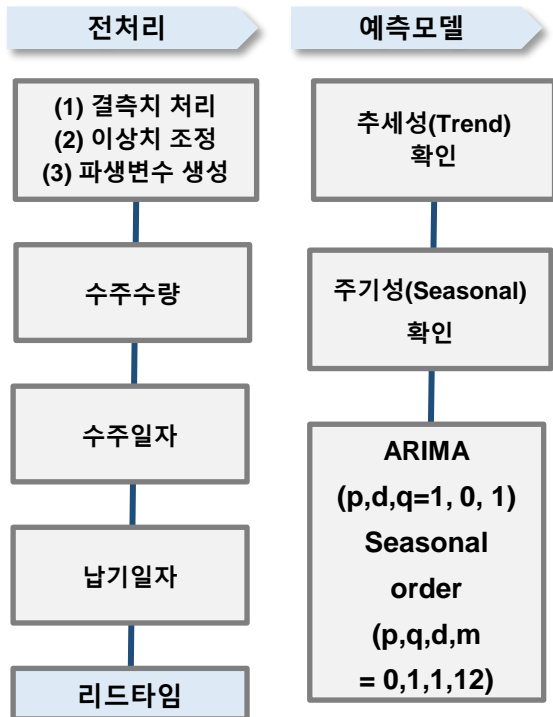 전처리
(1) 결측치 처리
(2) 이상치 조정
(3) 파생변수 생성
수주수량
수주일자
납기일자
리드타임
예측모델
추세성(Trend)
확인
주기성(Seasonal)
확인
ARIMA
(p,d,q=1, 0, 1)
Seasonal
order
(p,q,d,m
= 0,1,1,12)